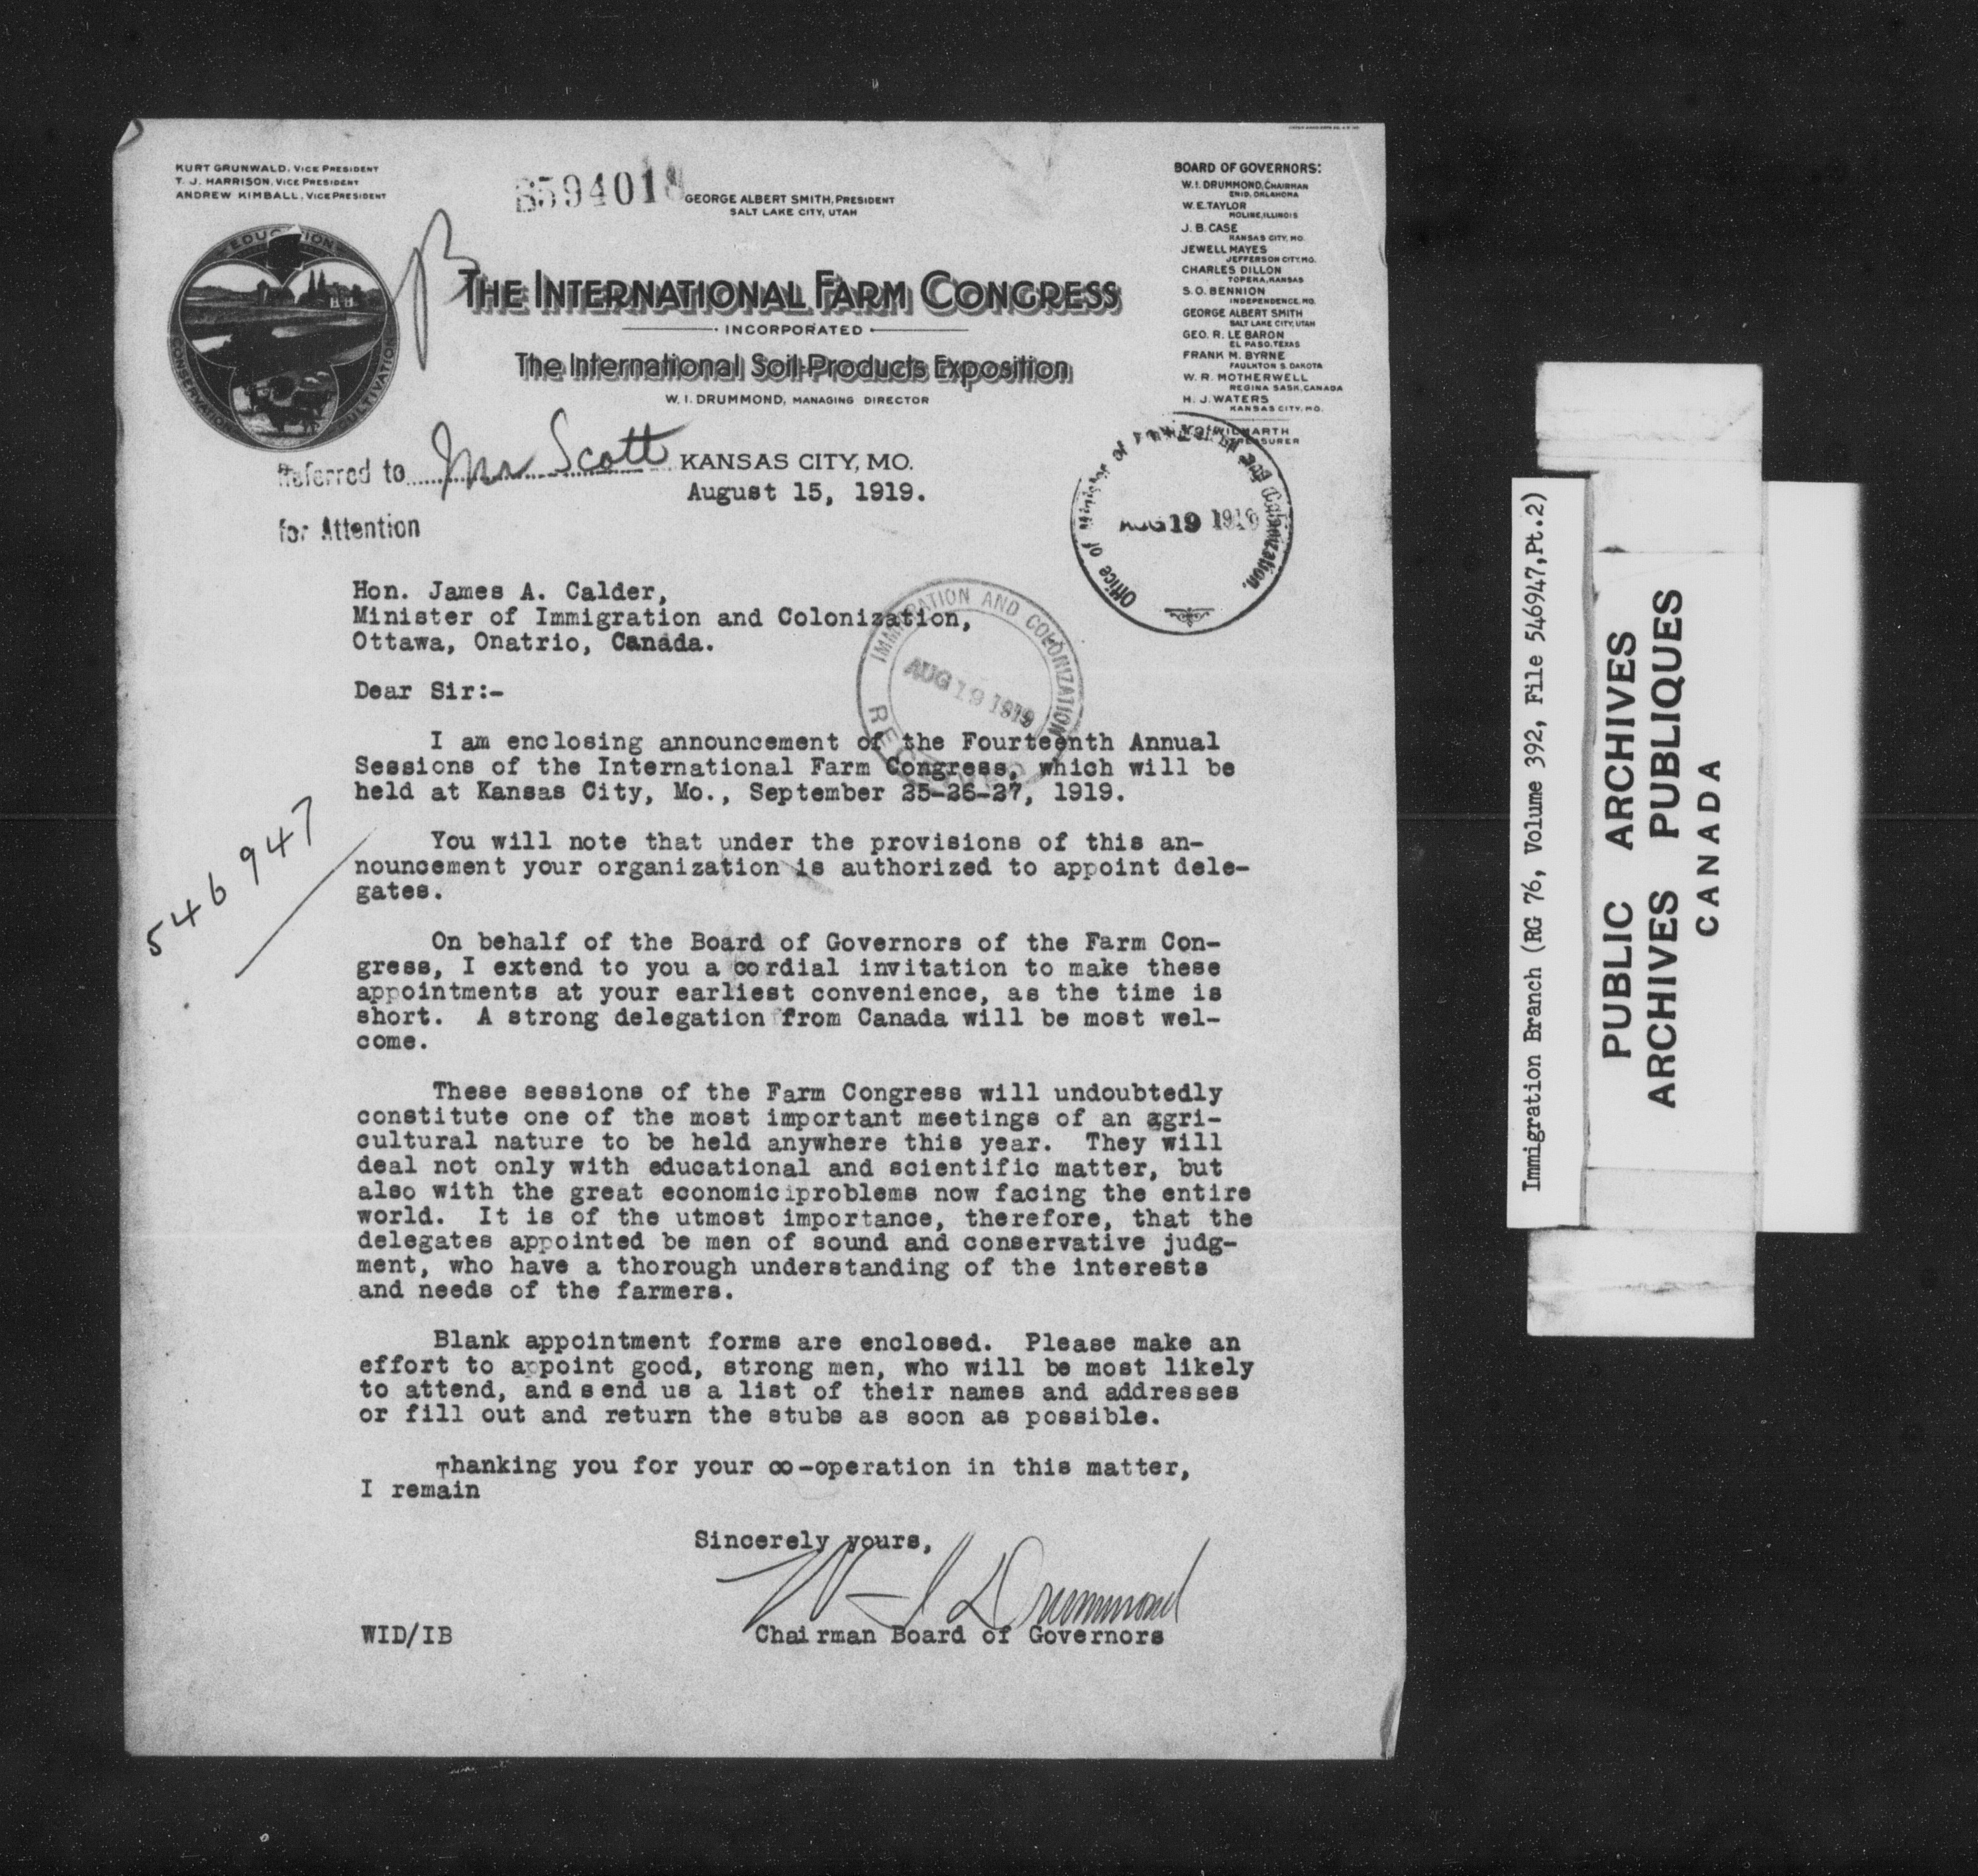 KURT GRUNWALD, VICE PRESIDENT
T. J. HARRISON, VICE PRESIDENT
ANDREW KIMBALL, VICE PRESIDENT
B594018
GEORGE ALBERT SMITH, PRESIDENT
SALT LAKE CITY, UTAH
BOARD OF GOVERNORS:
W. I. DRUMMOND, CHAIRMAN
ENID, OKLAHOMA
W. E. TAYLOR
MOLINE, ILLINOIS
J. B. CASE
KANSAS CITY, MO.
JEWELL MAYES
JEFFERSON CITY, MO.
CHARLES DILLON
TOPEKA, KANSAS
S. O. BENNION
INDEPENDENCE, MO.
GEORGE ALBERT SMITH
SALT LAKE CITY, UTAH
GEO. R. LE BARON
EL PASO, TEXAS
FRANK M. BYRNE
FAULKTON S. DAKOTA
W. R. MOTHERWELL
REGINA SASK, CANADA
H. J. WATERS
KANSAS CITY, MO.
TREASURER
EDUCATION
CONSERVATION
CULTIVATION
THE INTERNATIONAL FARM CONGRESS
INCORPORATED
The International Soil-Products Exposition
W. I. DRUMMOND, MANAGING DIRECTOR
Referred to Mr Scott
for Attention
KANSAS CITY, MO.
August 15, 1919.
Office of Minister of Immigration and Colonization.
AUG 19 1919
Hon. James A. Calder,
Minister of Immigration and Colonization,
Ottawa, Onatrio, Canada.
IMMIGRATION AND COLONIZATION
AUG 19 1919
RECEIVED
Dear Sir:-
I am enclosing announcement of the Fourteenth Annual
Sessions of the International Farm Congress, which will be
held at Kansas City, Mo., September 25-26-27, 1919.
546947
You will note that under the provisions of this an-
nouncement your organization is authorized to appoint dele-
gates.
On behalf of the Board of Governors of the Farm Con-
gress, I extend to you a cordial invitation to make these
appointments at your earliest convenience, as the time is
short. A strong delegation from Canada will be most wel-
come.
These sessions of the Farm Congress will undoubtedly
constitute one of the most important meetings of an agri-
cultural nature to be held anywhere this year. They will
deal not only with educational and scientific matter, but
also with the great economic problems now facing the entire
world. It is of the utmost importance, therefore, that the
delegates appointed be men of sound and conservative judg-
ment, who have a thorough understanding of the interests
and needs of the farmers.
Blank appointment forms are enclosed. Please make an
effort to appoint good, strong men, who will be most likely
to attend, and send us a list of their names and addresses
or fill out and return the stubs as soon as possible.
Thanking you for your co-operation in this matter,
I remain
Sincerely yours,
W I Drummond
WID/IB
Chairman Board of Governors
Immigration Branch (RG 76, Volume 392, File 546947, Pt.2)
PUBLIC ARCHIVES
ARCHIVES PUBLIQUES
CANADA